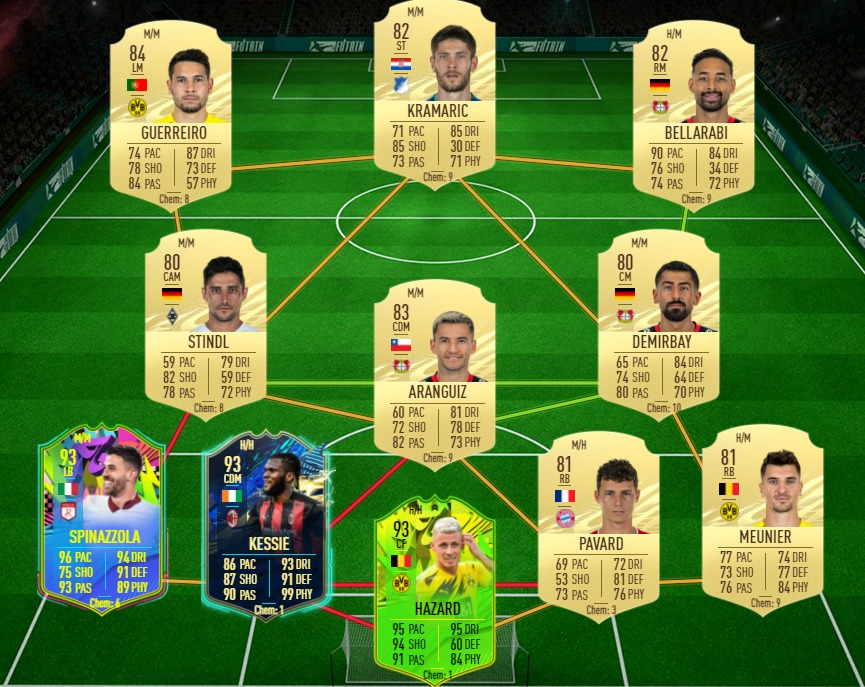 M/M
84
LM
GUERREIRO
74 PAC 87 DRI
78 SHO 73 DEF
84 PAS 57 PHY
Chem: 8
M/M
82
ST
KRAMARIC
71 PAC 85 DRI
85 SHO 30 DEF
73 PAS 71 PHY
Chem: 9
H/M
82
RM
BELLARABI
90 PAC 84 DRI
76 SHO 34 DEF
74 PAS 72 PHY
Chem: 9
M/M
80
CAM
STINDL
59 PAC 79 DRI
82 SHO 59 DEF
78 PAS 72 PHY
Chem: 8
M/M
83
CDM
ARANGUIZ
60 PAC 81 DRI
72 SHO 78 DEF
82 PAS 73 PHY
Chem: 9
M/M
80
CM
DEMIRBAY
65 PAC 84 DRI
74 SHO 64 DEF
80 PAS 70 PHY
Chem: 10
M/M
93
LB
SPINAZZOLA
96 PAC 94 DRI
75 SHO 91 DEF
93 PAS 89 PHY
Chem: 6
H/H
93
CDM
KESSIE
86 PAC 93 DRI
87 SHO 91 DEF
90 PAS 99 PHY
Chem: 1
93
CF
HAZARD
95 PAC 95 DRI
94 SHO 60 DEF
91 PAS 84 PHY
Chem: 1
M/H
81
RB
PAVARD
69 PAC 72 DRI
53 SHO 81 DEF
73 PAS 76 PHY
Chem: 3
H/M
81
RB
MEUNIER
77 PAC 74 DRI
73 SHO 77 DEF
76 PAS 84 PHY
Chem: 9